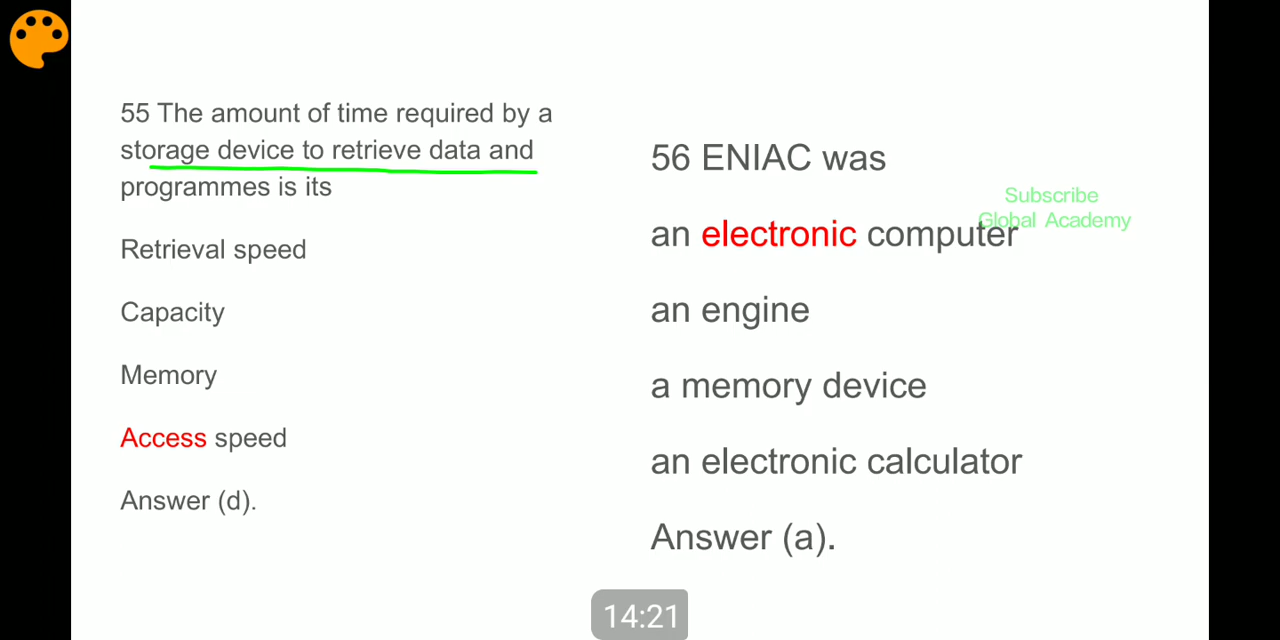 55 The amount of time required by a
storage device to retrieve data and
programmes is its
Retrieval speed
Capacity
Memory
Access speed
Answer (d).
56 ENIAC was
an electronic computer
an engine
a memory device
an electronic calculator
Answer (a).
Subscribe
Global Academy
14:21